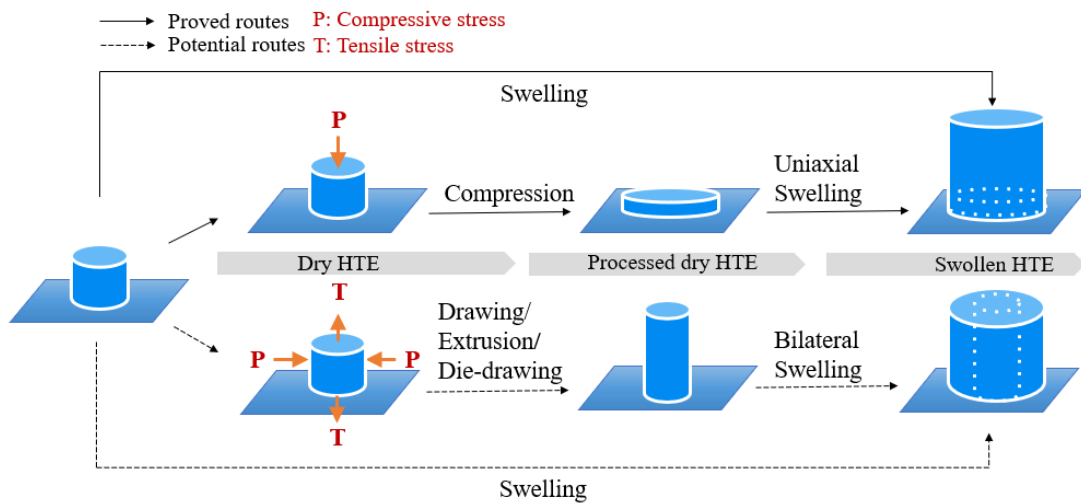 Proved routes P: Compressive stress
Potential routes T: Tensile stress
Swelling
P
Compression
Uniaxial
Swelling
Dry HTE
Processed dry HTE
Swollen HTE
T
P
P
T
Drawing/
Extrusion/
Die-drawing
Bilateral
Swelling
Swelling